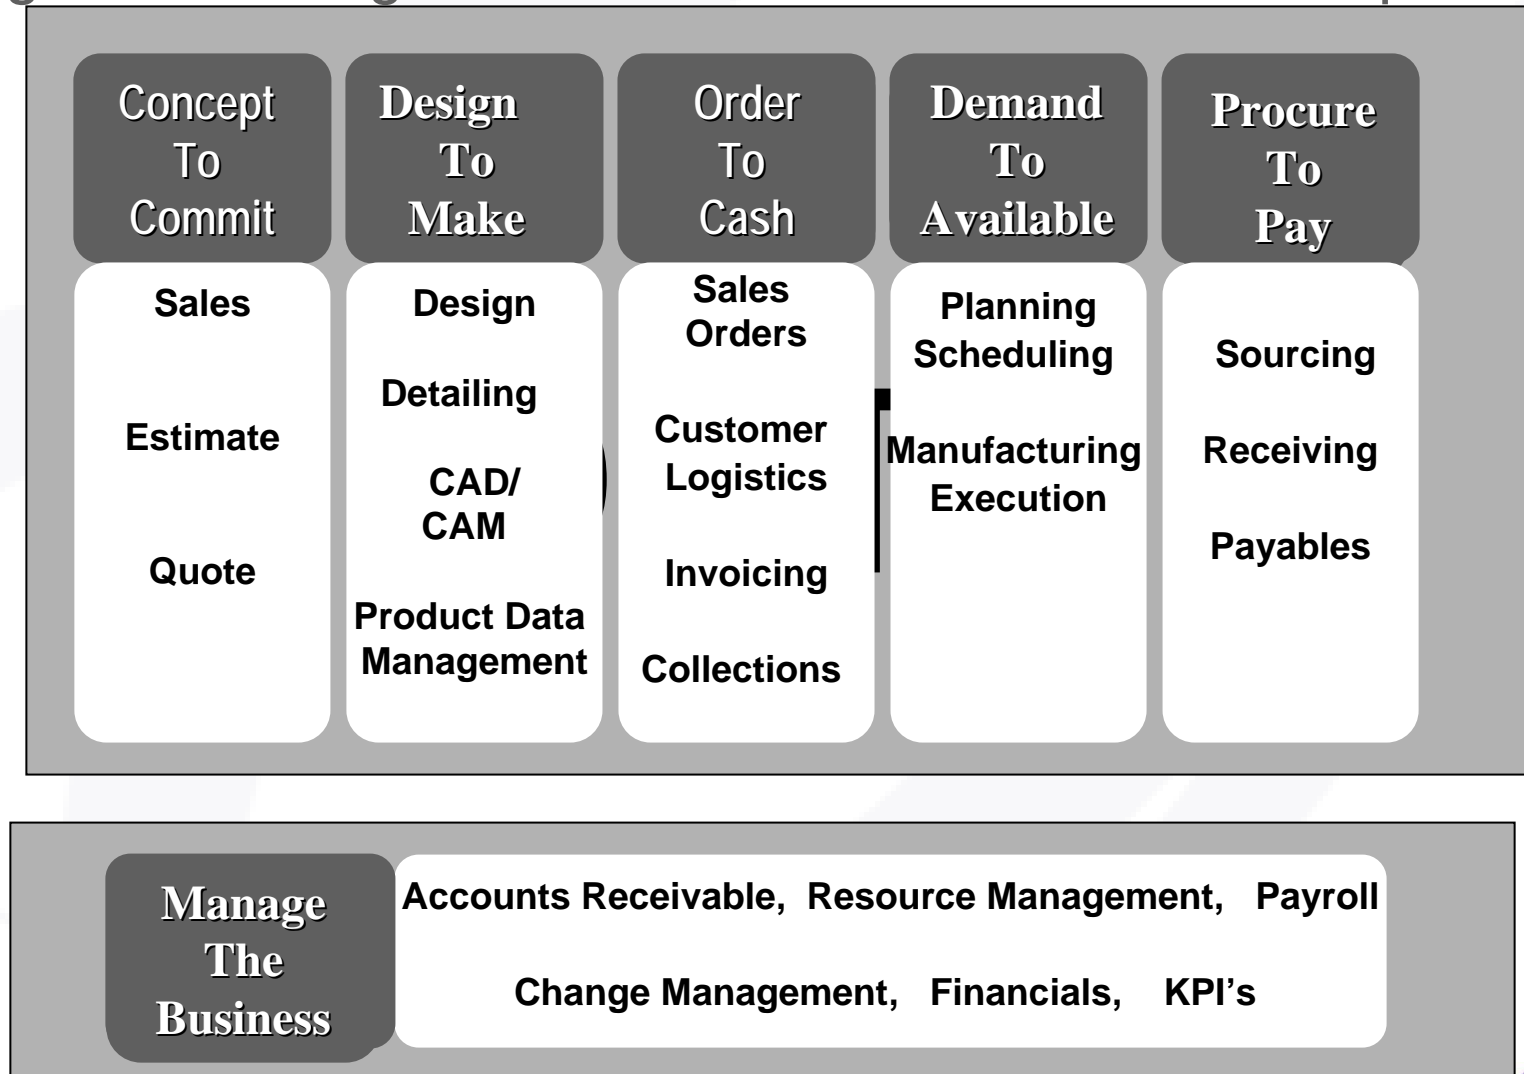 Concept
To
Commit
Sales
Estimate
Quote
Design
To
Make
Design
Detailing
CAD/
CAM
Product Data
Management
Order
To
Cash
Sales
Orders
Customer
Logistics
Invoicing
Collections
Demand
To
Available
Planning
Scheduling
Manufacturing
Execution
Procure
To
Pay
Sourcing
Receiving
Payables
Manage
The
Business
Accounts Receivable, Resource Management, Payroll
Change Management, Financials, KPI’s